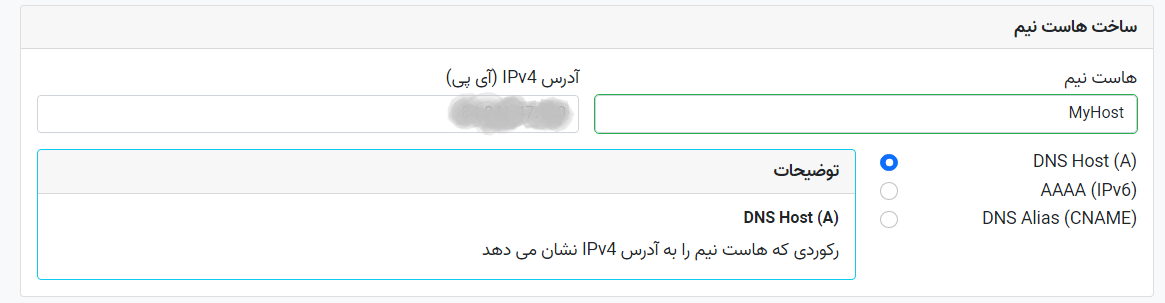 ساخت هاست نیم
هاست نیم
MyHost
آدرس IPv4 (آی پی)
DNS Host (A)
AAAA (IPv6)
DNS Alias (CNAME)
توضیحات
DNS Host (A)
رکوردی که هاست نیم را به آدرس IPv4 نشان می دهد